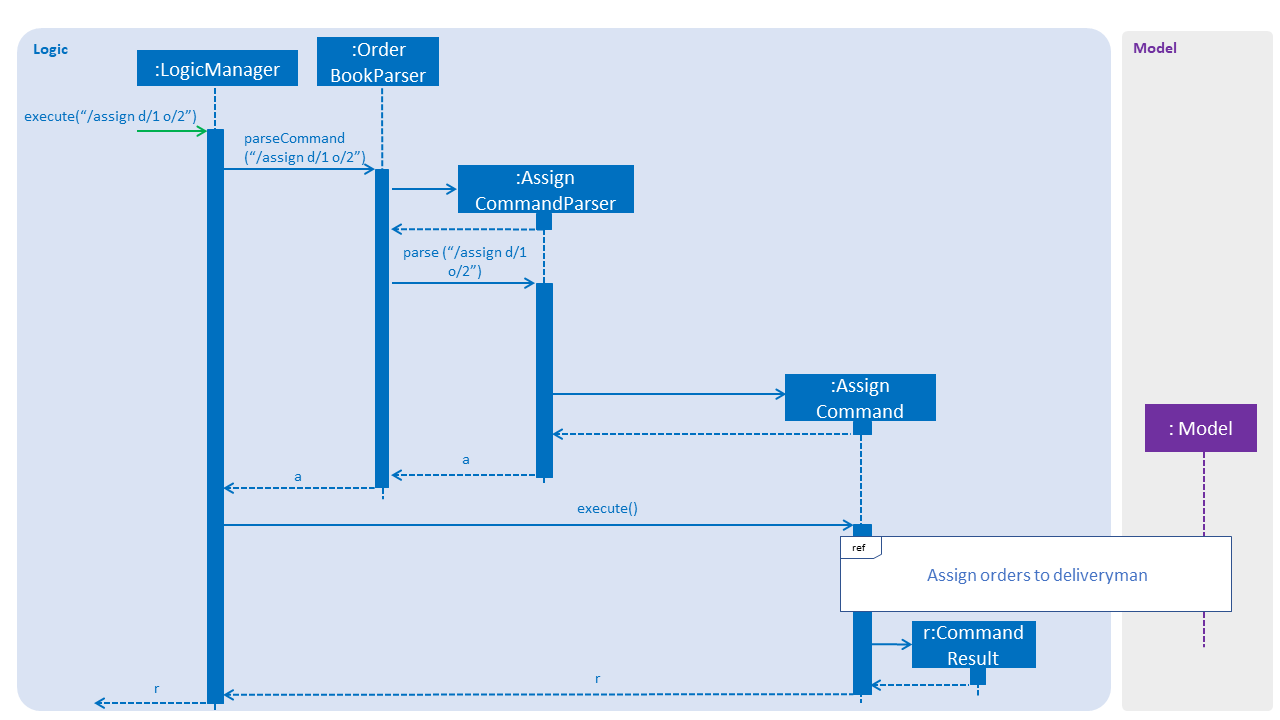 Logic
Model
:LogicManager
:Order
BookParser
execute(“/assign d/1 o/2”)
parseCommand
(“/assign d/1 o/2”)
:Assign
CommandParser
parse (“/assign d/1
o/2”)
:Assign
Command
: Model
a
a
execute()
ref
Assign orders to deliveryman
r:Command
Result
r
r